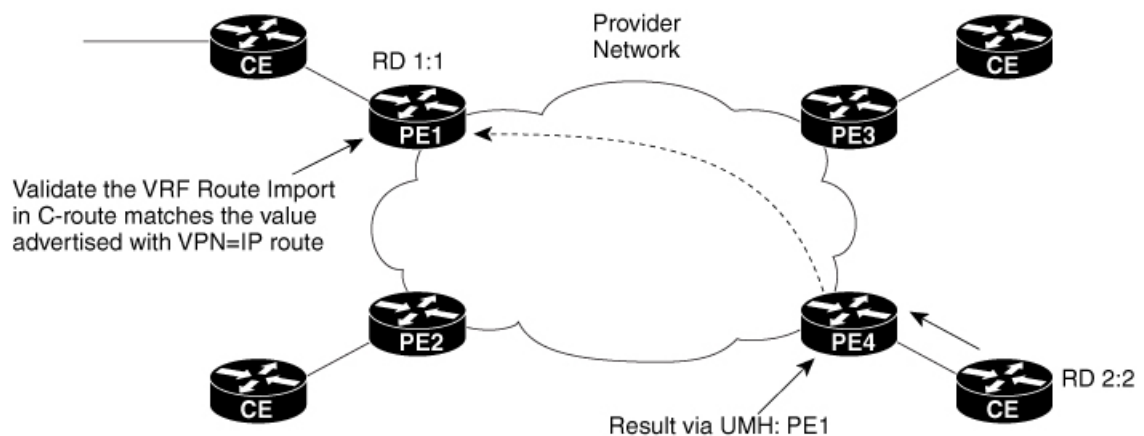 Provider
Network
CE
CE
RD 1:1
PE1
PE3
Validate the VRF Route Import
in C-route matches the value
advertised with VPN=IP route
PE2
PE4
CE
CE
RD 2:2
Result via UMH: PE1